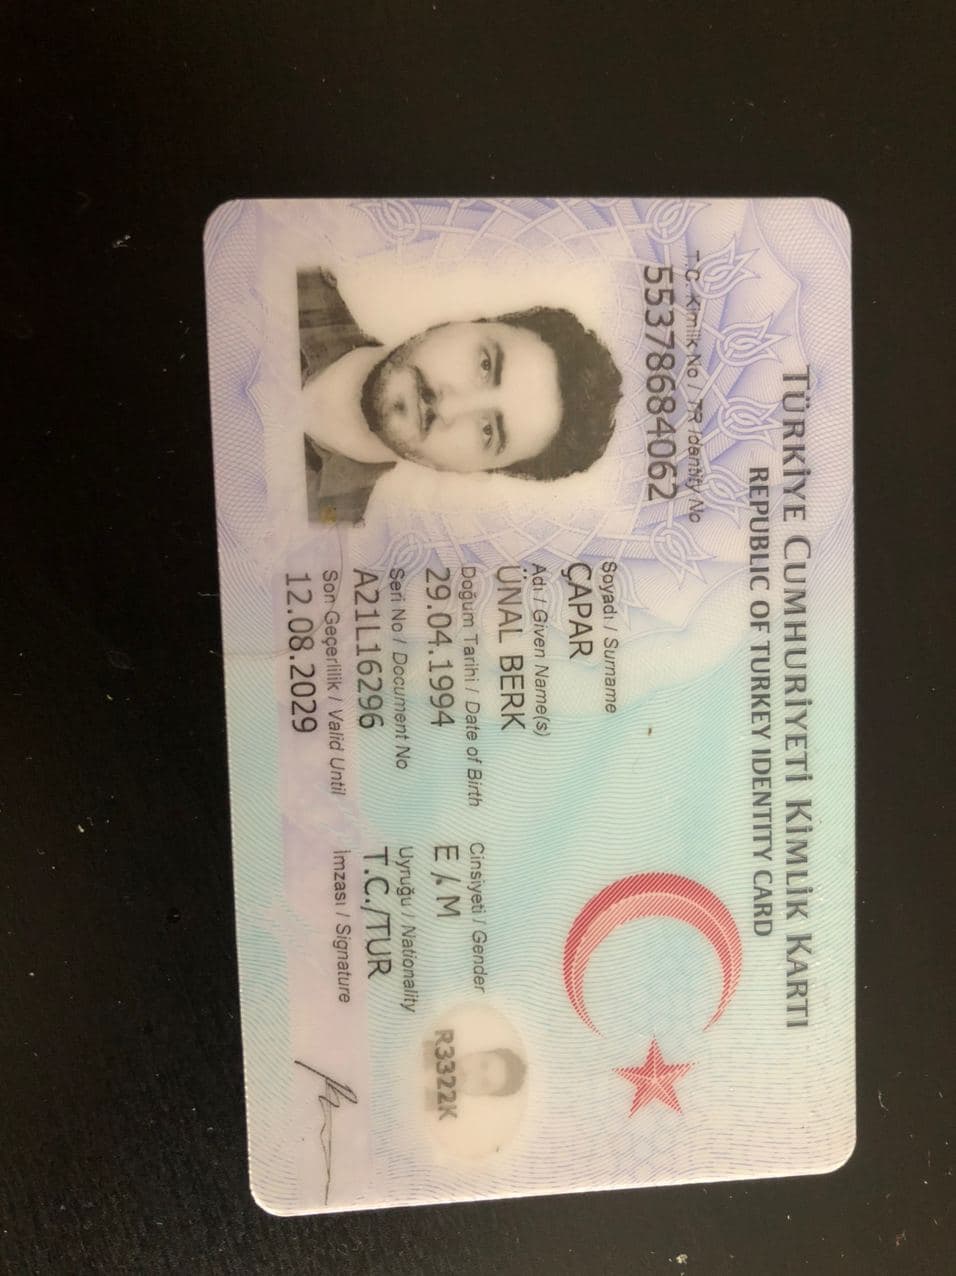 TÜRKİYE CUMHURİYETİ KİMLİK KARTI
REPUBLIC OF TURKEY IDENTITY CARD
T.C. Kimlik No / TR Identity No
55378684062
Soyadı / Surname
ÇAPAR
Adı / Given Name(s)
ÜNAL BERK
Doğum Tarihi / Date of Birth
29.04.1994
Cinsiyeti / Gender
E / M
Seri No / Document No
A21L16296
Uyruğu / Nationality
T.C./TUR
Son Geçerlilik / Valid Until
12.08.2029
İmzası / Signature
R3322K